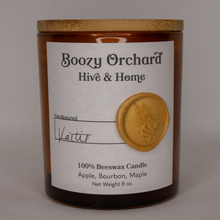 Boozy Orchard
Hive & Home
100% Beeswax Candle
Apple, Bourbon, Maple
Net Weight 8 oz.